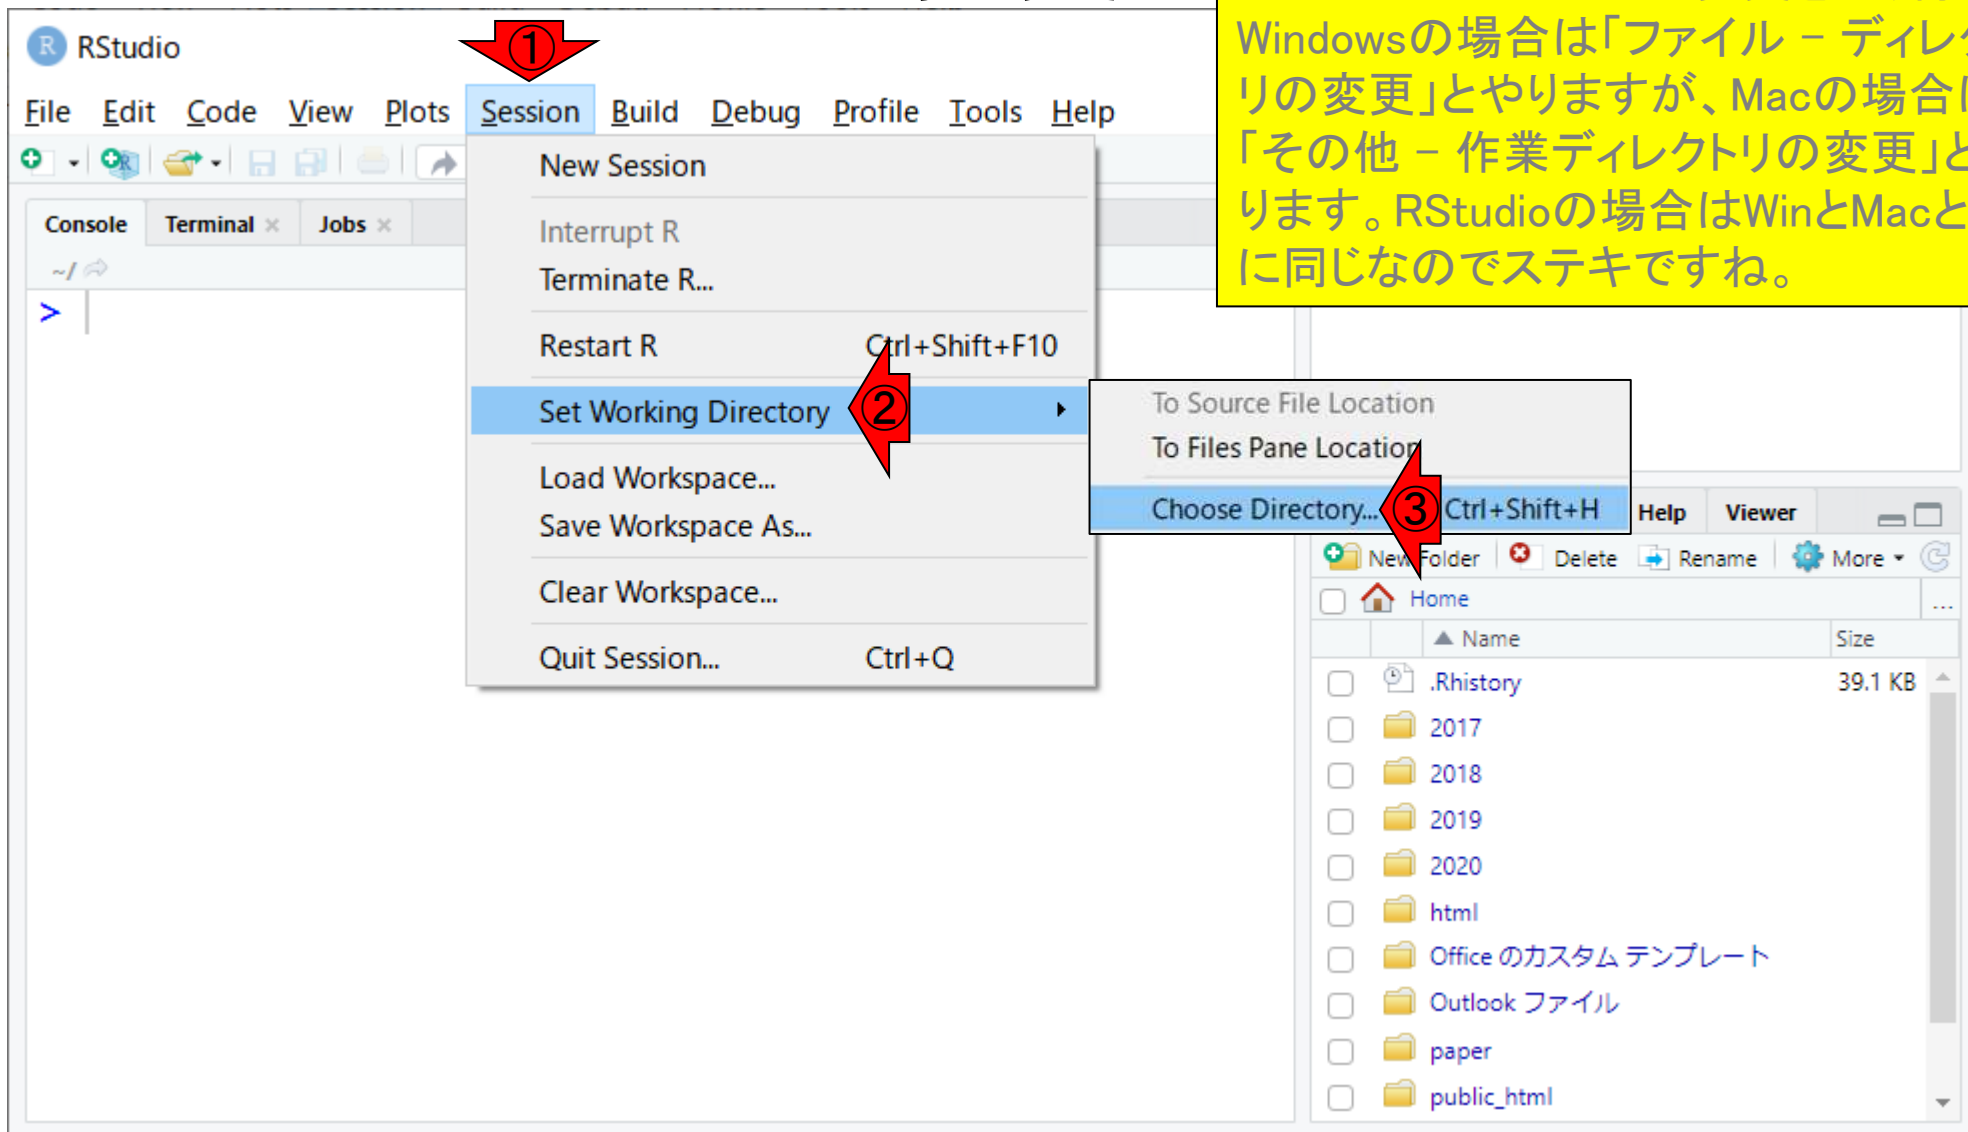 RStudio
①
File Edit Code View Plots Session Build Debug Profile Tools Help
Windowsの場合は「ファイル － ディレ
リの変更」とやりますが、Macの場合
「その他 － 作業ディレクトリの変更」と
ります。RStudioの場合はWinとMacと
に同じなのでステキですね。
New Session
Interrupt R
Terminate R...
Restart R Ctrl+Shift+F10
Set Working Directory ②
Load Workspace...
Save Workspace As...
Clear Workspace...
Quit Session... Ctrl+Q
To Source File Location
To Files Pane Location
Choose Directory... ③ Ctrl+Shift+H
Console Terminal Jobs
~/
>
Help Viewer
New Folder Delete Rename More
Home ...
Name Size
.Rhistory 39.1 KB
2017
2018
2019
2020
html
Office のカスタム テンプレート
Outlook ファイル
paper
public_html